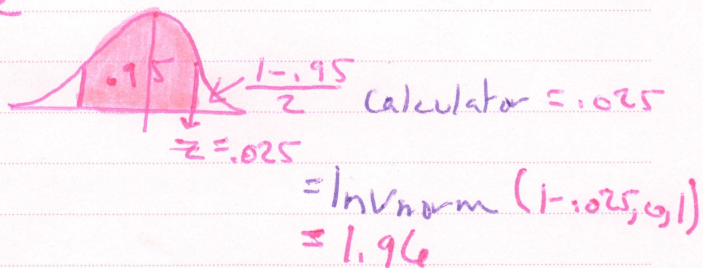 .95
1-.95
2
calculator = .025
z = .025
= Invnorm (1-.025,0,1)
= 1.96